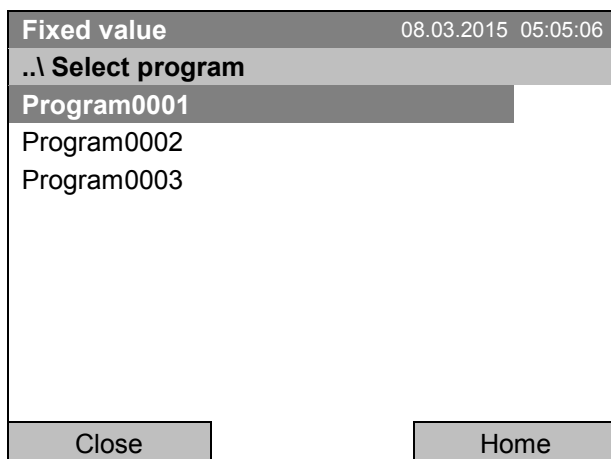 Fixed value 08.03.2015 05:05:06
..\ Select program
Program0001
Program0002
Program0003
Close Home